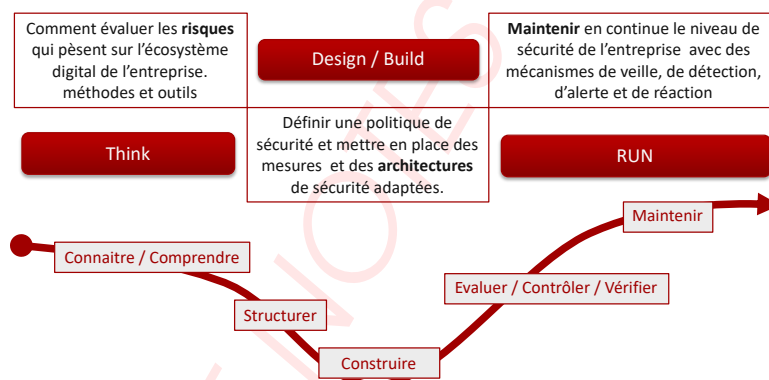 Comment évaluer les risques
qui pèsent sur l'écosystème
digital de l'entreprise.
méthodes et outils
Design / Build
Maintenir en continue le niveau de
sécurité de l'entreprise avec des
mécanismes de veille, de détection,
d'alerte et de réaction
Think
Définir une politique de
sécurité et mettre en place des
mesures et des architectures
de sécurité adaptées.
RUN
Maintenir
Connaitre / Comprendre
Evaluer / Contrôler / Vérifier
Structurer
Construire
NOTES